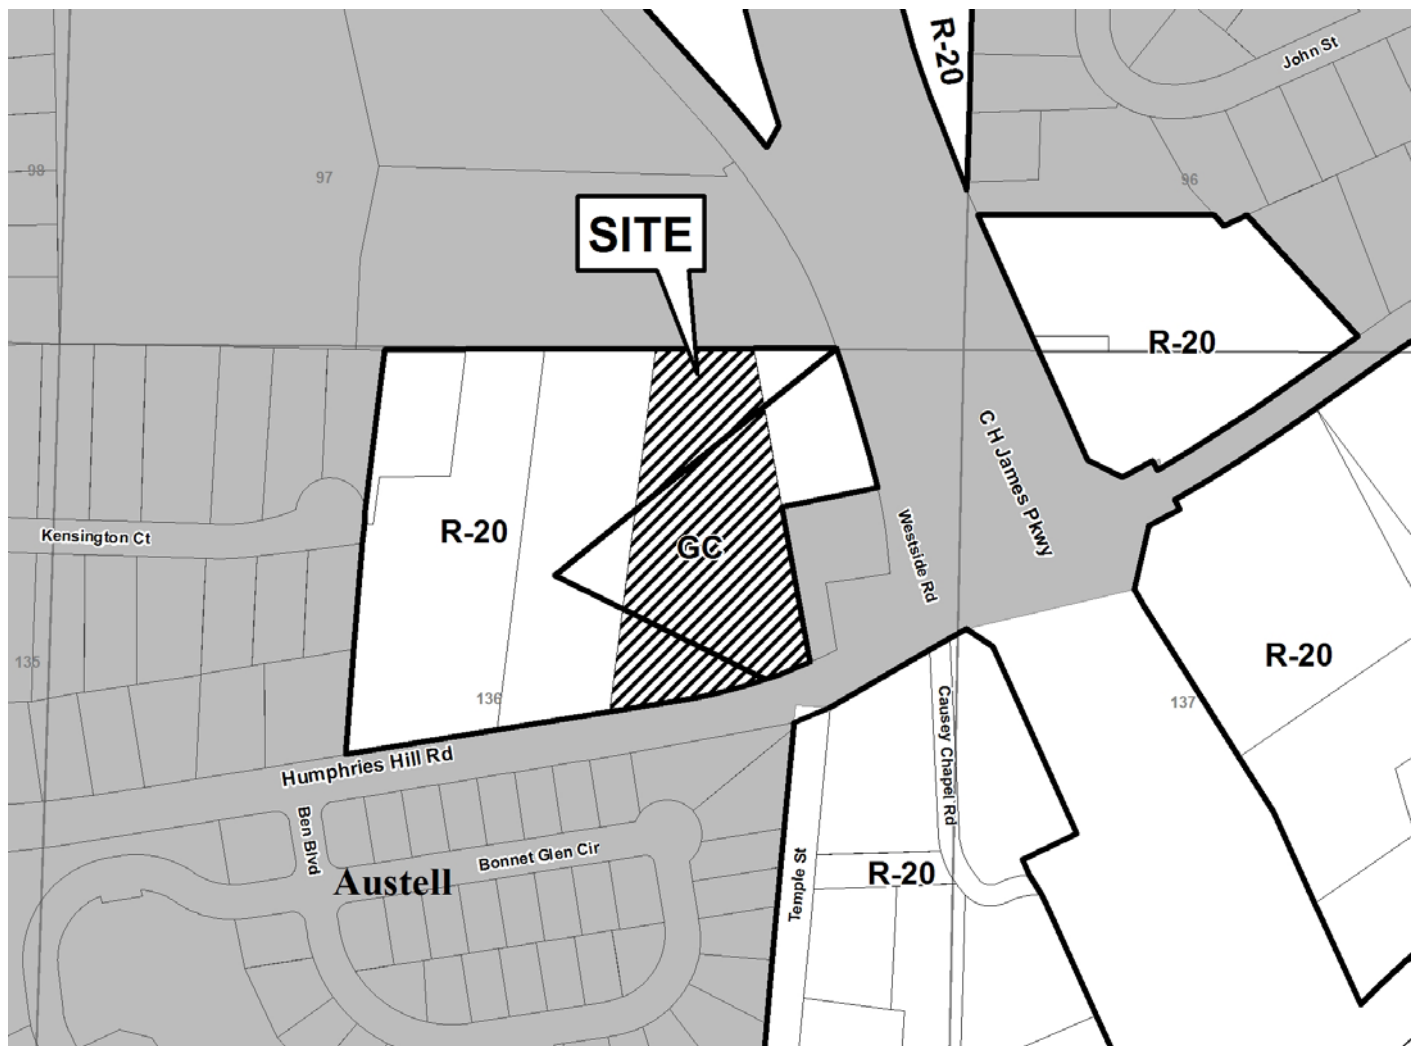 R-20
John St
98
97
96
SITE
R-20
C H James Pkwy
Kensington Ct
R-20
GC
Westside Rd
135
136
137
R-20
Humphries Hill Rd
Causey Chapel Rd
Ben Blvd
Bonnet Glen Cir
Austell
Temple St
R-20